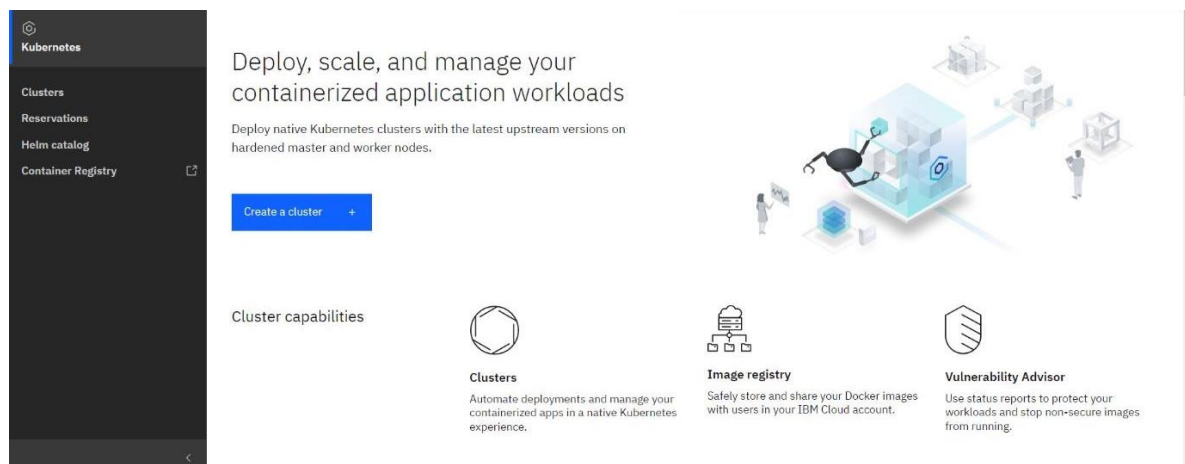 Kubernetes
Clusters
Reservations
Helm catalog
Container Registry
Deploy, scale, and manage your
containerized application workloads
Deploy native Kubernetes clusters with the latest upstream versions on
hardened master and worker nodes.
Create a cluster +
Cluster capabilities
Clusters
Automate deployments and manage your
containerized apps in a native Kubernetes
experience.
Image registry
Safely store and share your Docker images
with users in your IBM Cloud account.
Vulnerability Advisor
Use status reports to protect your
workloads and stop non-secure images
from running.